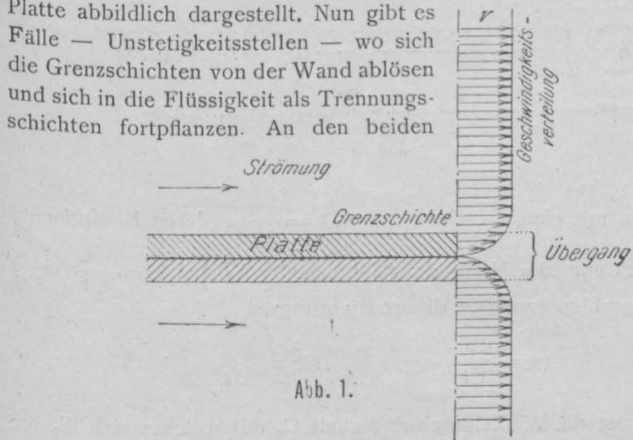 Platte abbildlich dargestellt. Nun gibt es
Fälle — Unstetigkeitsstellen — wo sich
die Grenzschichten von der Wand ablösen
und sich in die Flüssigkeit als Trennungs-
schichten fortpflanzen. An den beiden
v
Geschwindigkeits-
verteilung
Strömung
Grenzschichte
Platte
Übergang
Abb. 1.